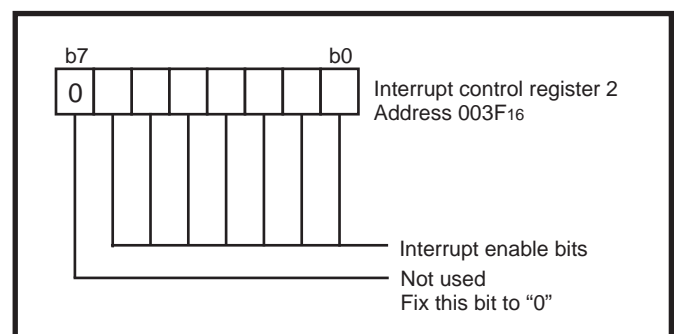 b7 b0
0
Interrupt control register 2
Address 003F16
Interrupt enable bits
Not used
Fix this bit to “0”